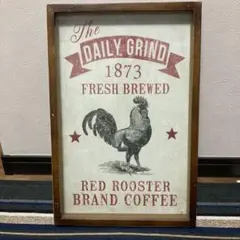 The
DAILY GRIND
1873
FRESH BREWED
RED ROOSTER
BRAND COFFEE